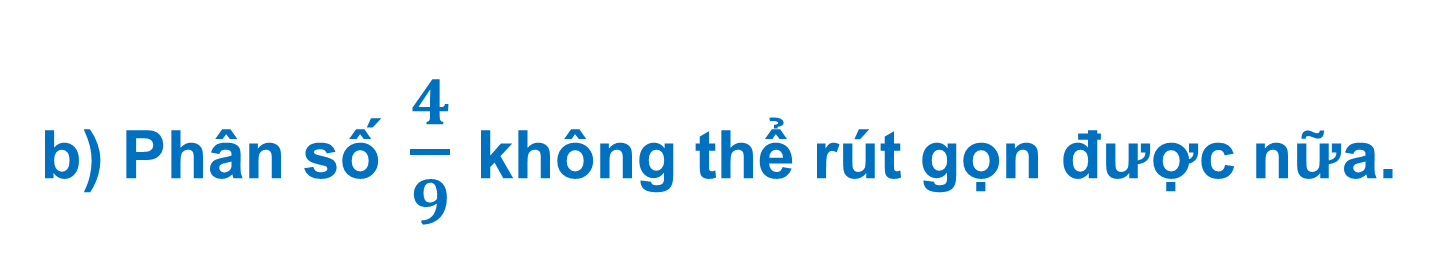 b) Phân số 4/9 không thể rút gọn được nữa.